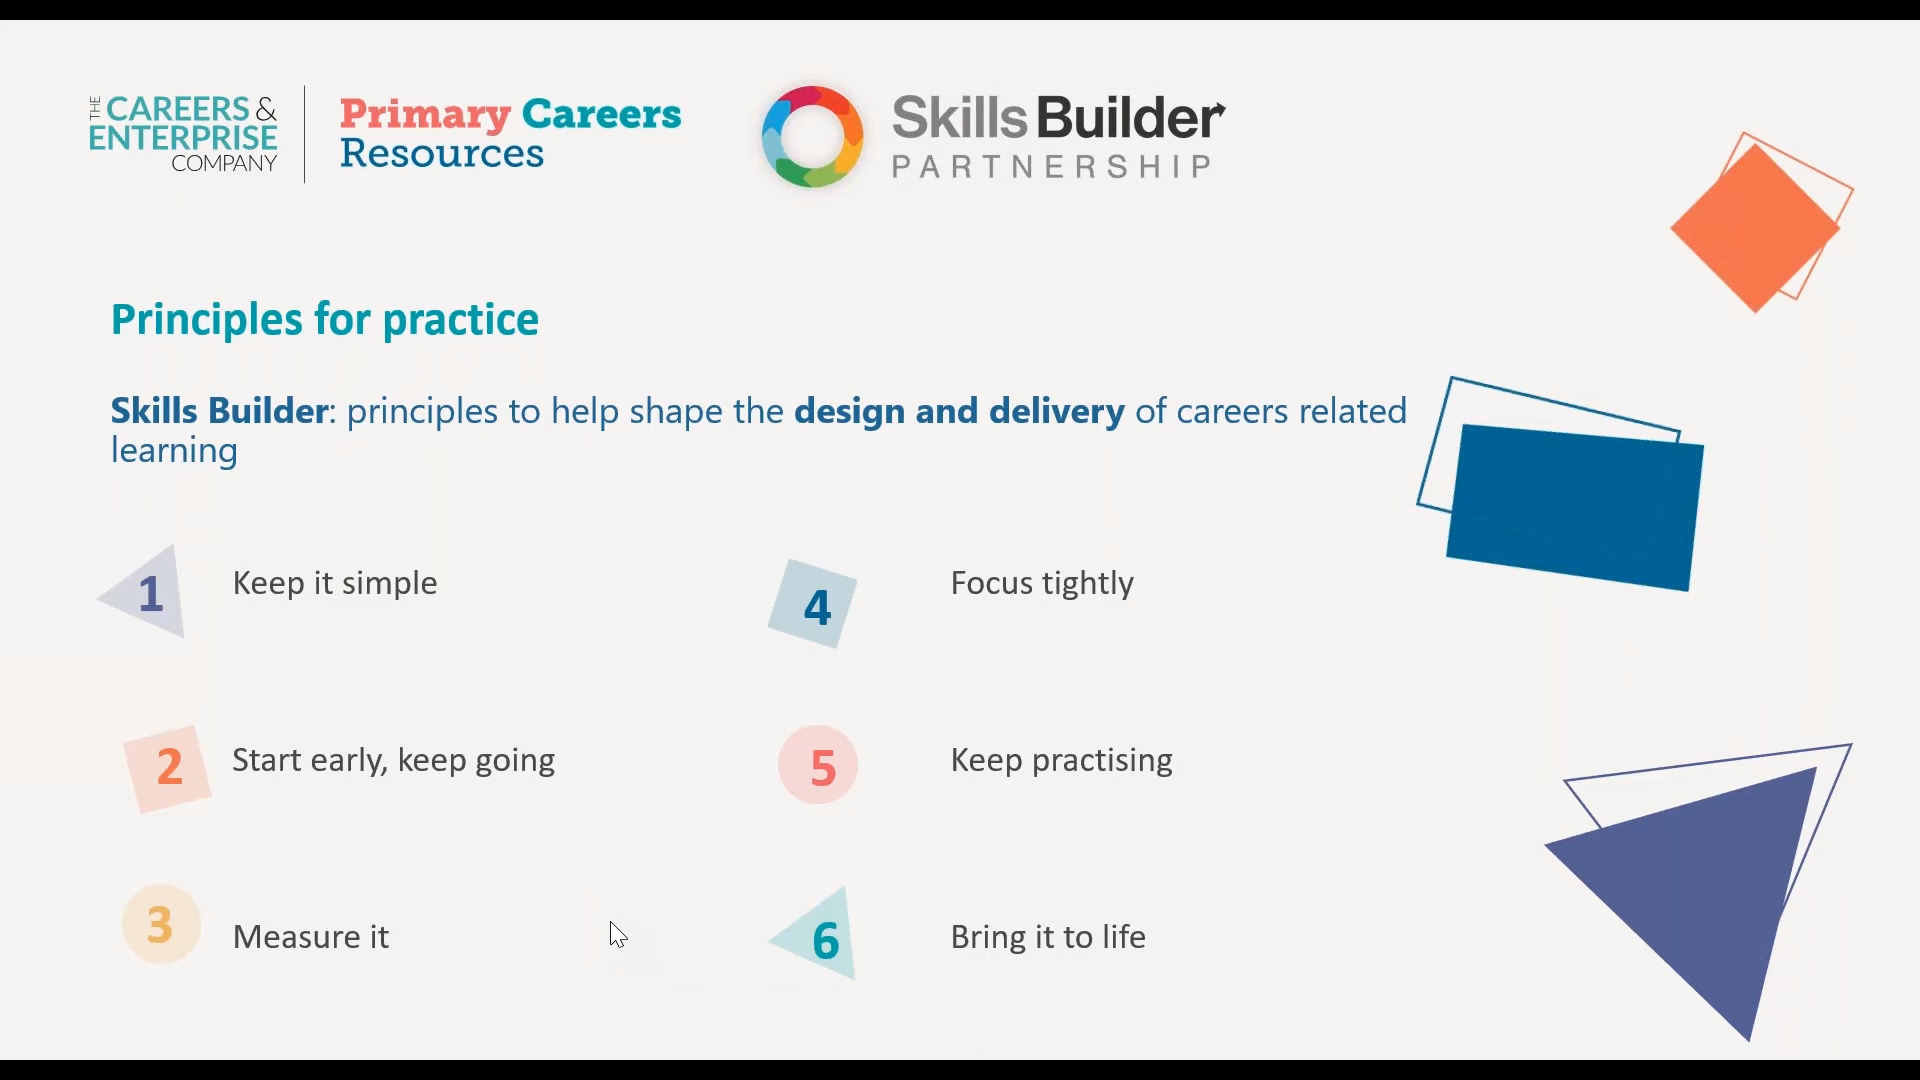 THE
CAREERS &
ENTERPRISE
COMPANY
Primary Careers
Resources
Skills Builder
PARTNERSHIP
Principles for practice
Skills Builder: principles to help shape the design and delivery of careers related
learning
1 Keep it simple
4 Focus tightly
2 Start early, keep going
5 Keep practising
3 Measure it
6 Bring it to life